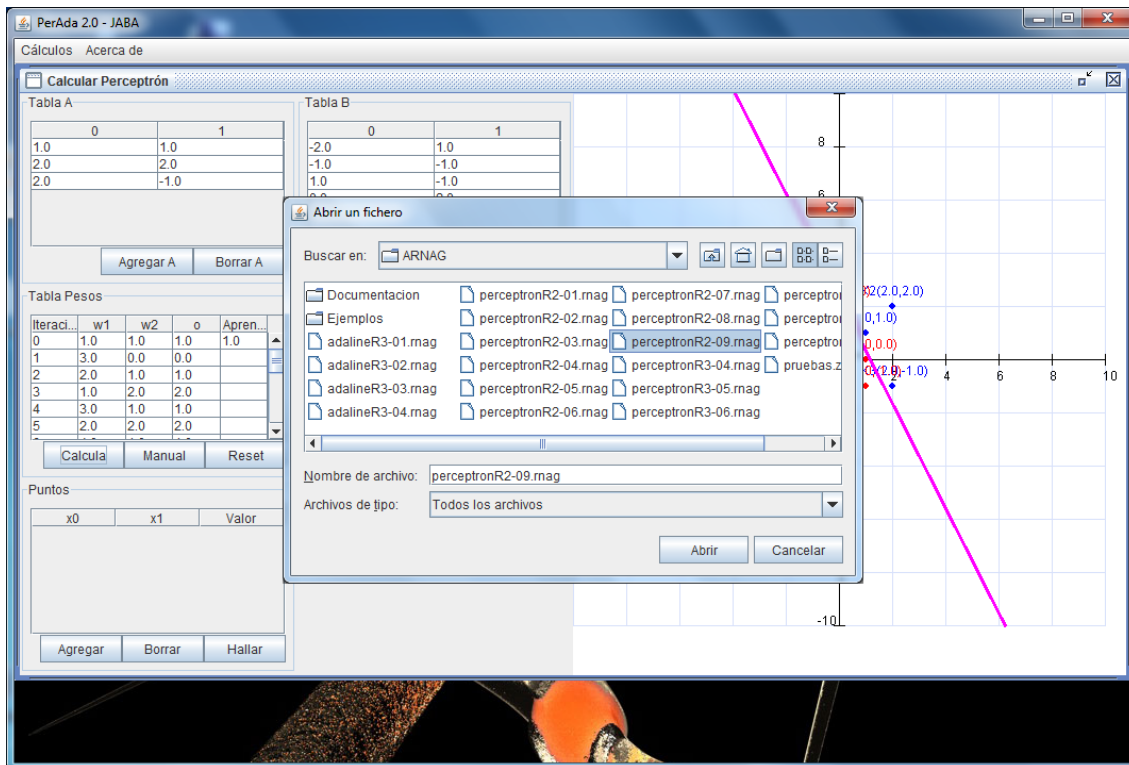 PerAda 2.0 - JABA
Cálculos Acerca de
Calcular Perceptrón
Tabla A
0 1
1.0 1.0
2.0 2.0
2.0 -1.0
Agregar A Borrar A
Tabla B
0 1
-2.0 1.0
-1.0 -1.0
1.0 -1.0
Tabla Pesos
Iteraci... w1 w2 o Apren...
0 1.0 1.0 1.0 1.0
1 3.0 0.0 0.0
2 2.0 1.0 1.0
3 1.0 2.0 2.0
4 3.0 1.0 1.0
5 2.0 2.0 2.0
Calcula Manual Reset
Puntos
x0 x1 Valor
Agregar Borrar Hallar
Abrir un fichero
Buscar en: ARNAG
Documentacion perceptronR2-01.rnag perceptronR2-07.rnag perceptro
Ejemplos perceptronR2-02.rnag perceptronR2-08.rnag perceptro
adalineR3-01.rnag perceptronR2-03.rnag perceptronR2-09.rnag perceptro
adalineR3-02.rnag perceptronR2-04.rnag perceptronR3-04.rnag pruebas.z
adalineR3-03.rnag perceptronR2-05.rnag perceptronR3-05.rnag
adalineR3-04.rnag perceptronR2-06.rnag perceptronR3-06.rnag
Nombre de archivo: perceptronR2-09.rnag
Archivos de tipo: Todos los archivos
Abrir Cancelar
8
6
2(2.0,2.0)
0,1.0)
0,0.0)
-1.0)
2 4 6 8 10
-10